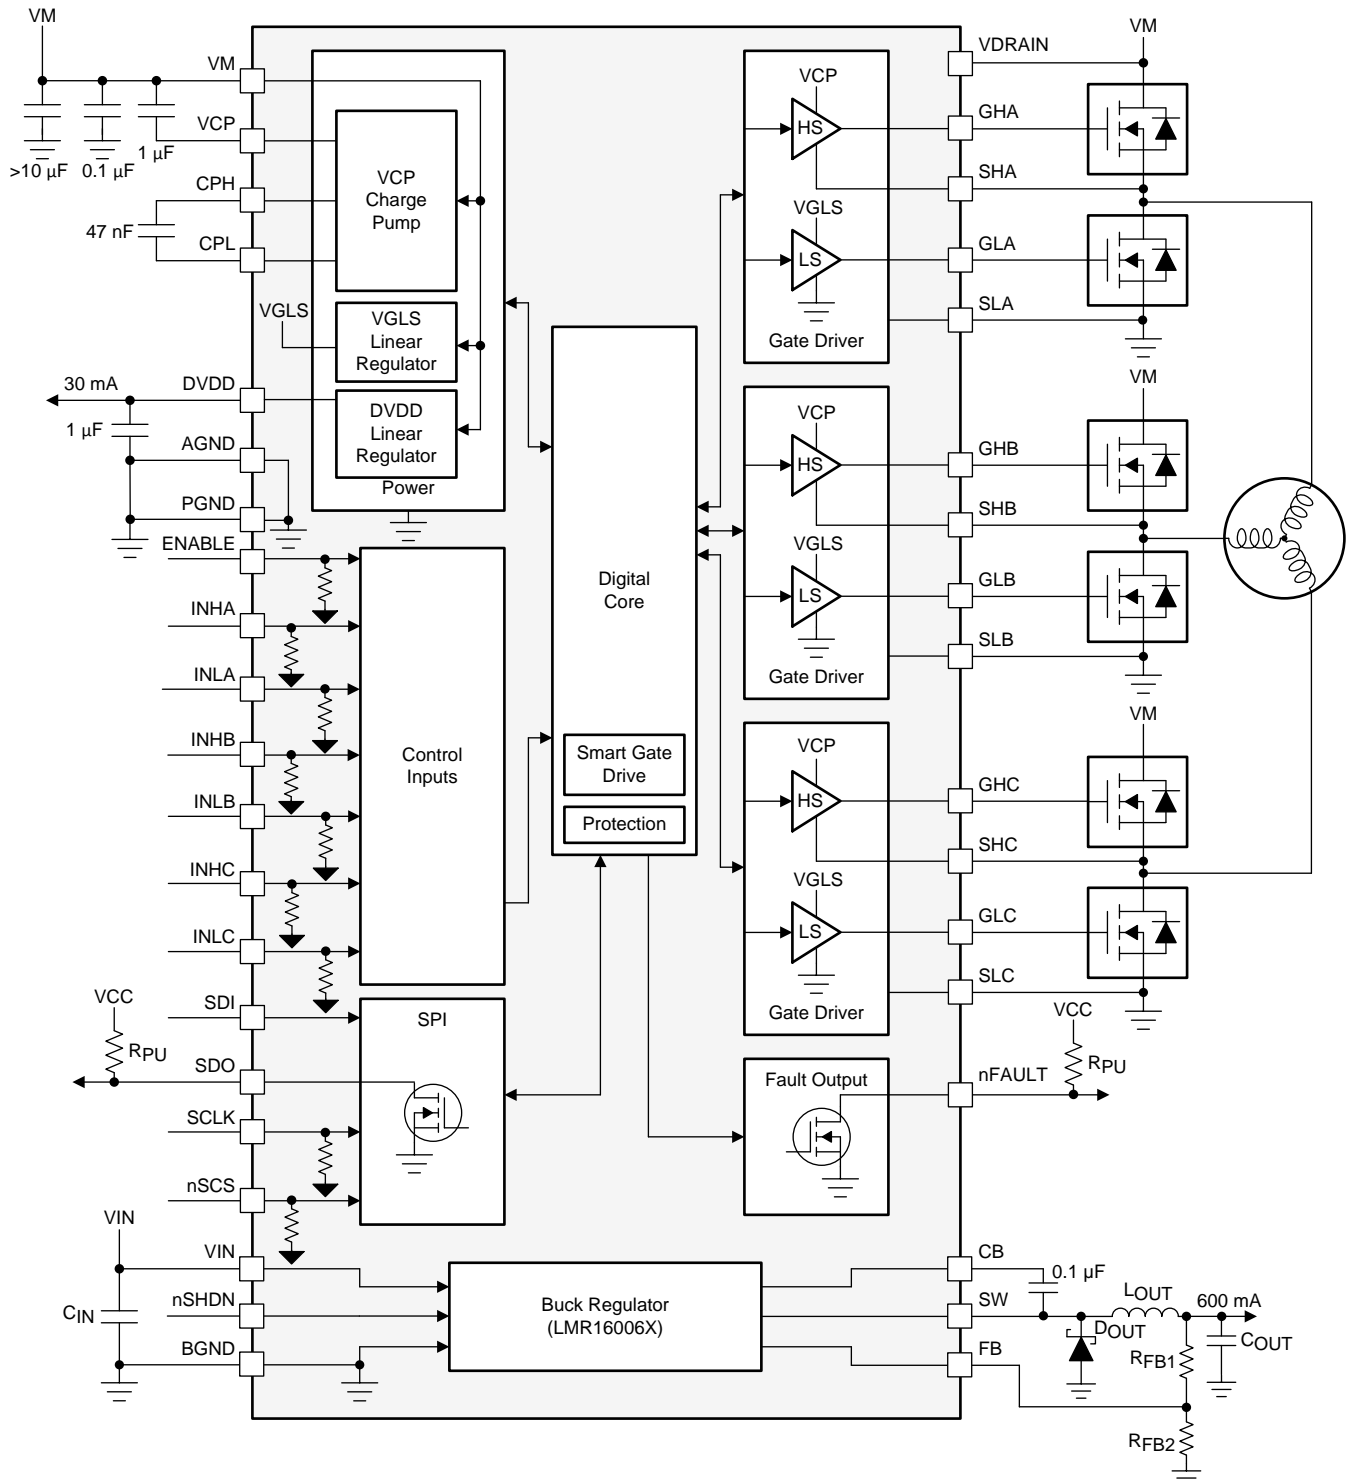 VM
VM
>10 µF
0.1 µF
1 µF
VCP
CPH
47 nF
CPL
VCP
Charge
Pump
VGLS
VGLS
Linear
Regulator
30 mA
DVDD
1 µF
DVDD
Linear
Regulator
AGND
PGND
Power
ENABLE
INHA
INLA
INHB
INLB
INHC
INLC
Control
Inputs
Digital
Core
Smart Gate
Drive
Protection
VCC
RPU
SDI
SDO
SCLK
nSCS
SPI
VIN
VIN
CIN
nSHDN
BGND
Buck Regulator
(LMR16006X)
VCP
HS
VGLS
LS
Gate Driver
VDRAIN
VM
GHA
SHA
GLA
SLA
VCP
HS
VGLS
LS
Gate Driver
VM
GHB
SHB
GLB
SLB
VCP
HS
VGLS
LS
Gate Driver
VM
GHC
SHC
GLC
SLC
Fault Output
nFAULT
VCC
RPU
CB
0.1 µF
SW
LOUT
600 mA
DOUT
COUT
FB
RFB1
RFB2